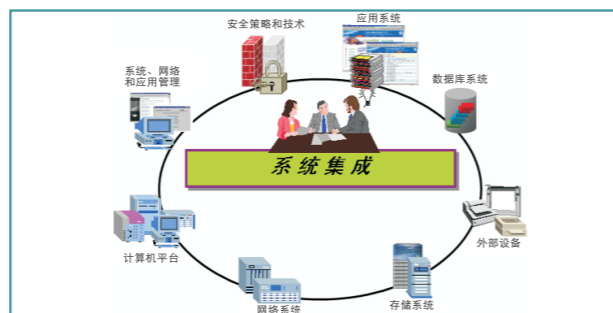 安全策略和技术
应用系统
系统、网络
和应用管理
数据库系统
系统集成
外部设备
计算机平台
存储系统
网络系统